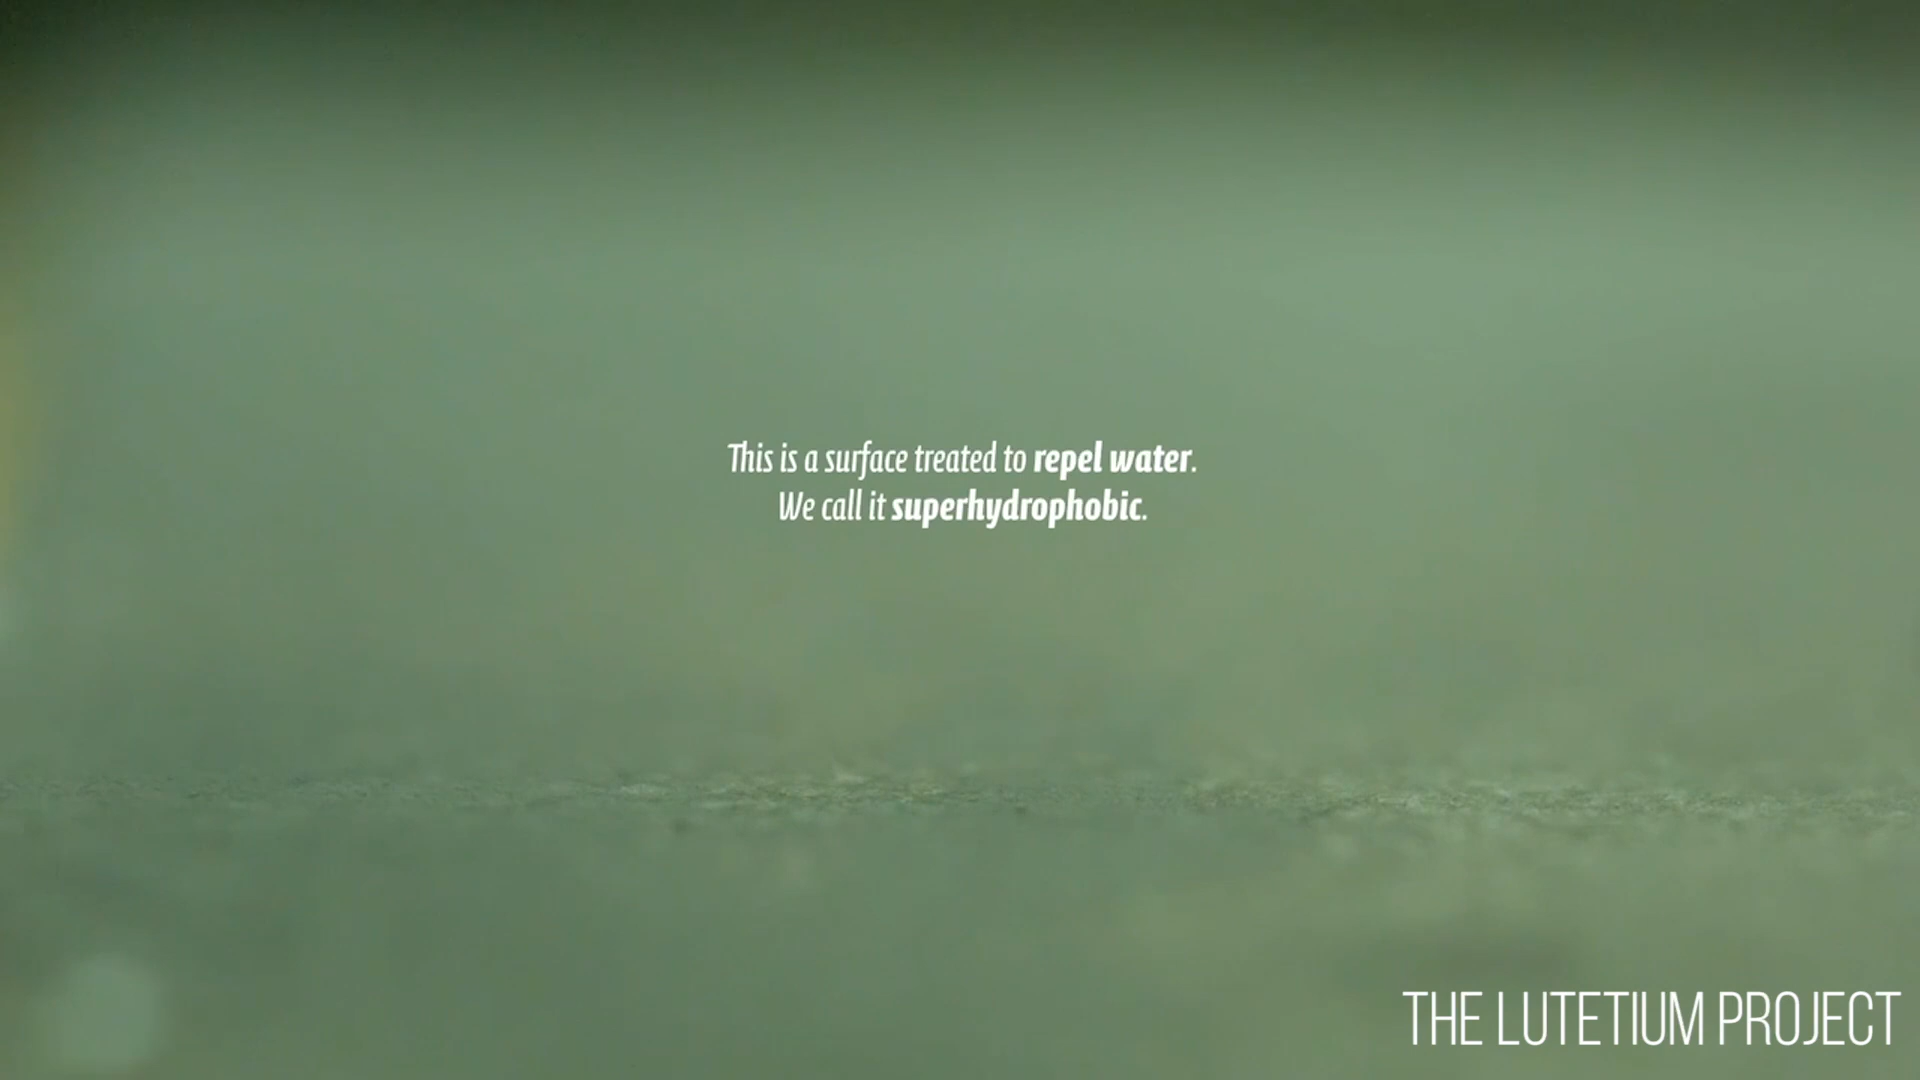 This is a surface treated to repel water.
We call it superhydrophobic.
THE LUTETIUM PROJECT